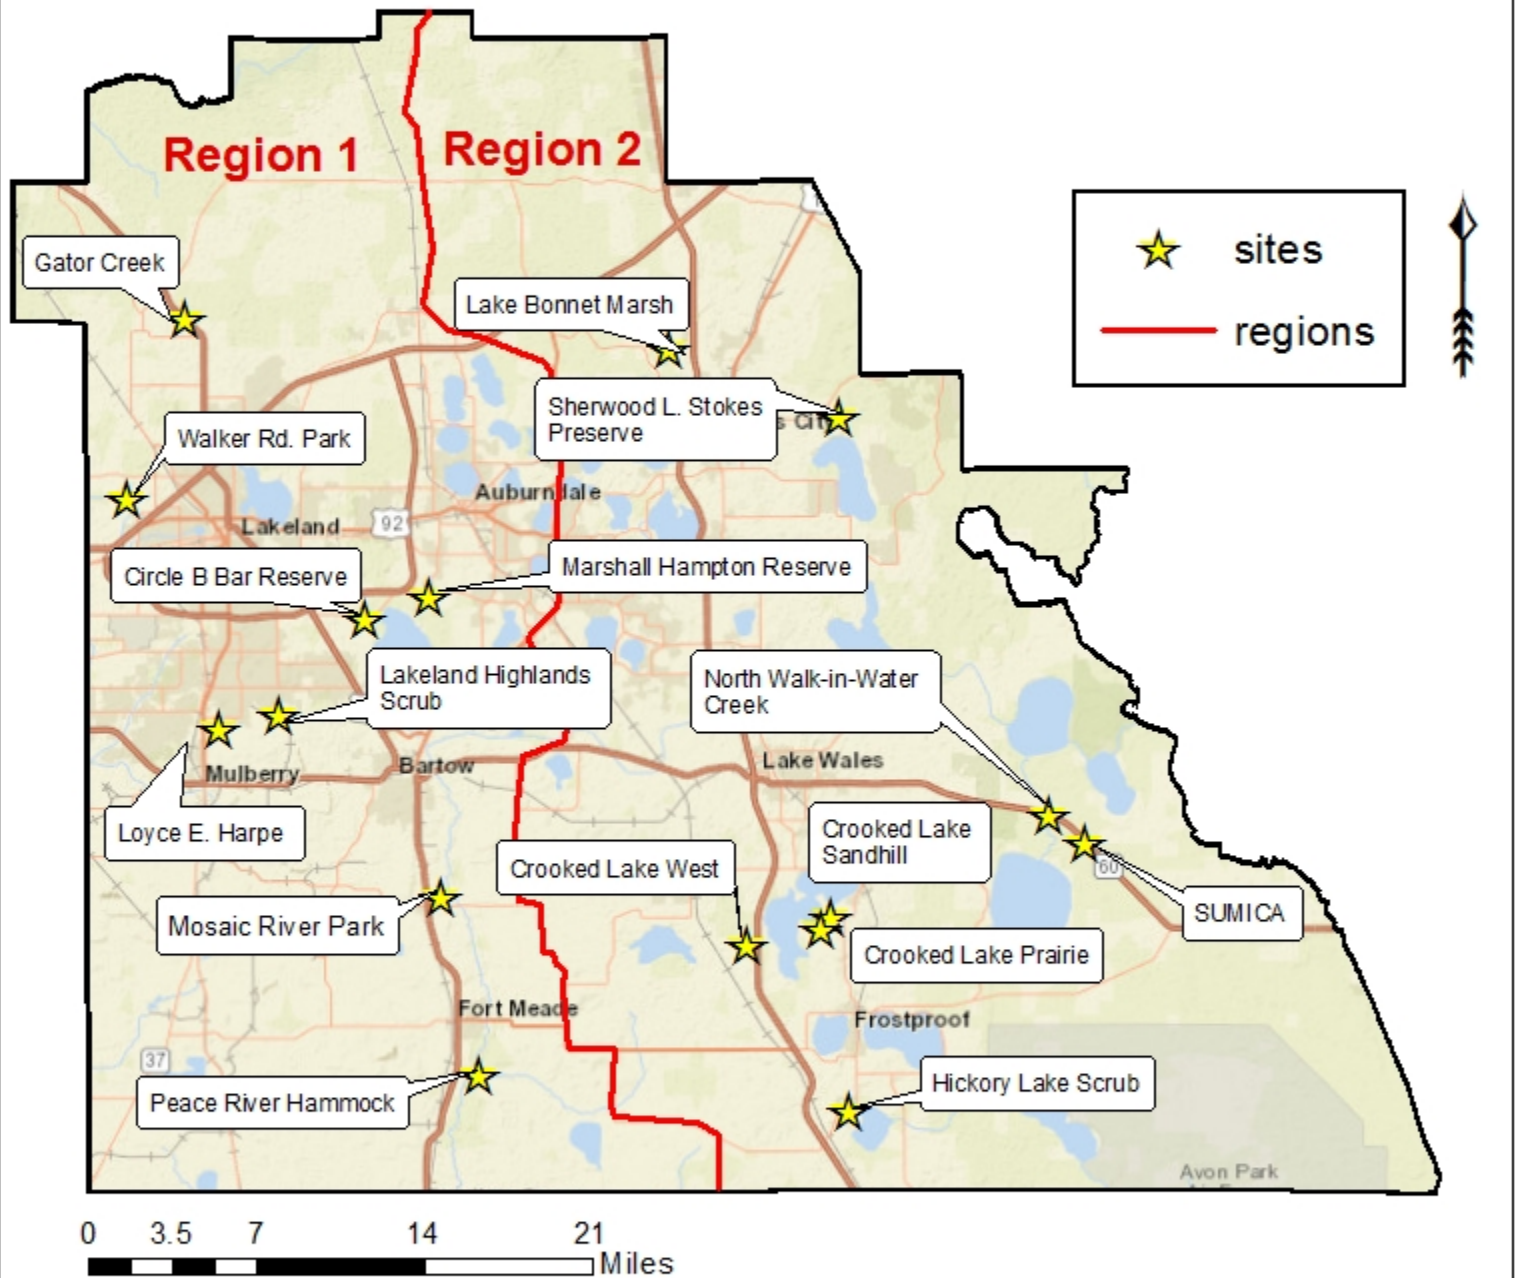 Region 1
Region 2
Gator Creek
Lake Bonnet Marsh
sites
regions
Sherwood L. Stokes
Preserve
s City
Walker Rd. Park
Auburndale
Lakeland
92
Circle B Bar Reserve
Marshall Hampton Reserve
Lakeland Highlands
Scrub
North Walk-in-Water
Creek
Mulberry
Bartow
Lake Wales
Loyce E. Harpe
Crooked Lake
Sandhill
Crooked Lake West
60
SUMICA
Mosaic River Park
Crooked Lake Prairie
Fort Meade
Frostproof
37
Peace River Hammock
Hickory Lake Scrub
Avon Park
0 3.5 7 14 21
Miles